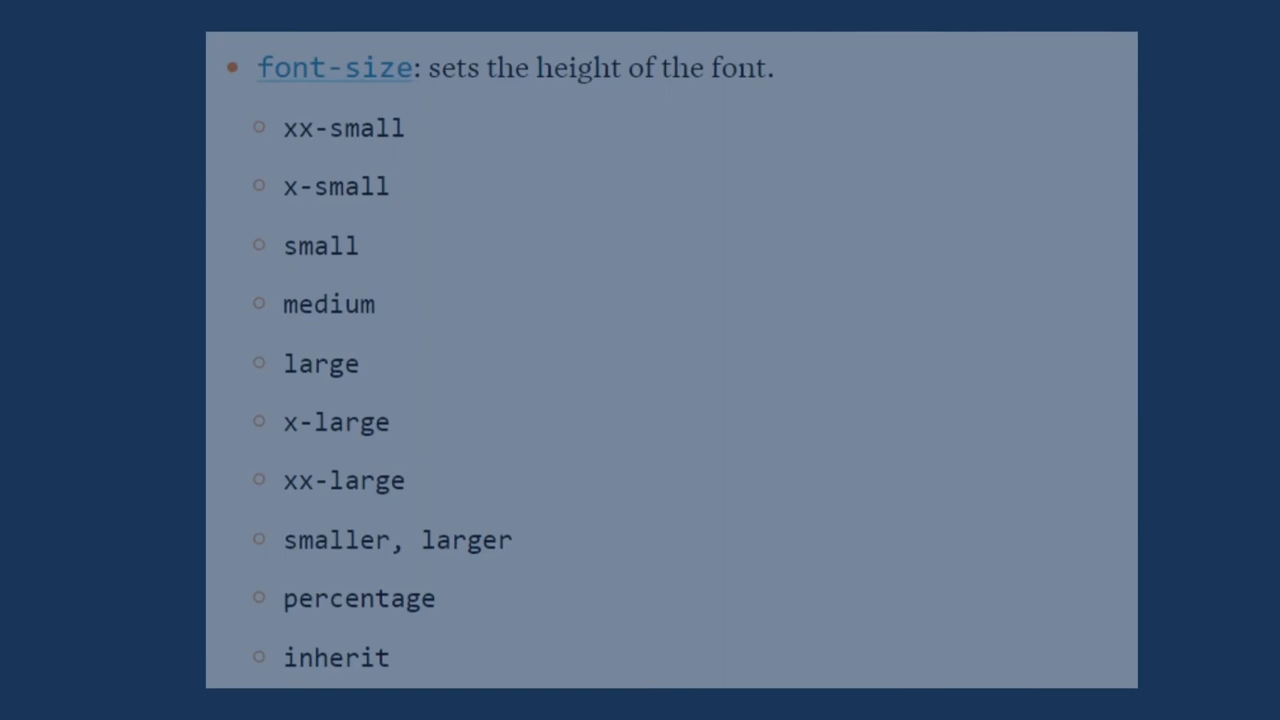 font-size: sets the height of the font.
xx-small
x-small
small
medium
large
x-large
xx-large
smaller, larger
percentage
inherit